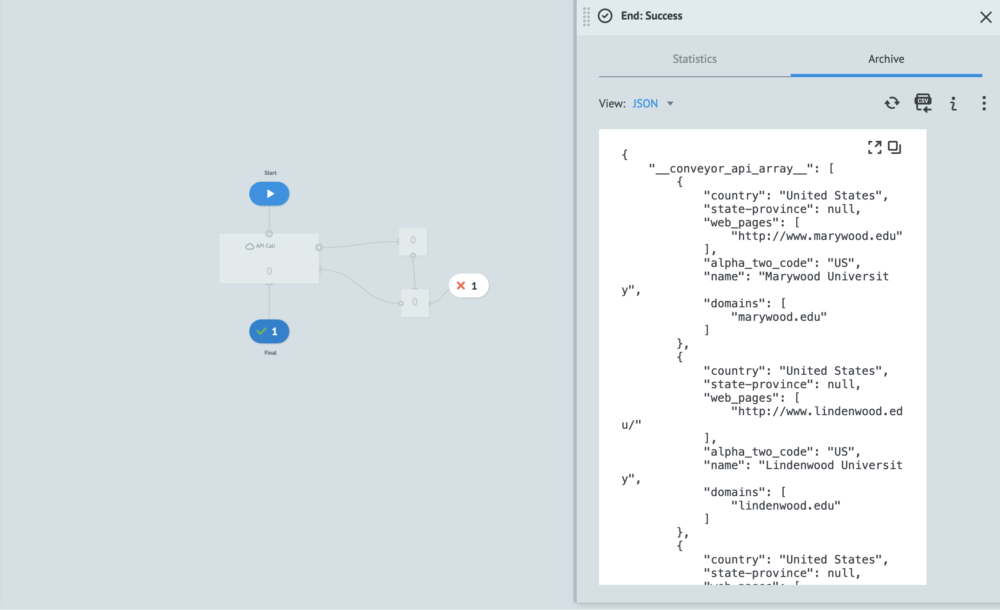 Start
API Call
0
0
0
1
1
Final
End: Success
Statistics
Archive
View: JSON
CSV
{
"__conveyor_api_array__": [
{
"country": "United States",
"state-province": null,
"web_pages": [
"http://www.marywood.edu"
],
"alpha_two_code": "US",
"name": "Marywood Universit
y",
"domains": [
"marywood.edu"
]
},
{
"country": "United States",
"state-province": null,
"web_pages": [
"http://www.lindenwood.ed
u/"
],
"alpha_two_code": "US",
"name": "Lindenwood Universit
y",
"domains": [
"lindenwood.edu"
]
},
{
"country": "United States",
"state-province": null,
"web_pages": [